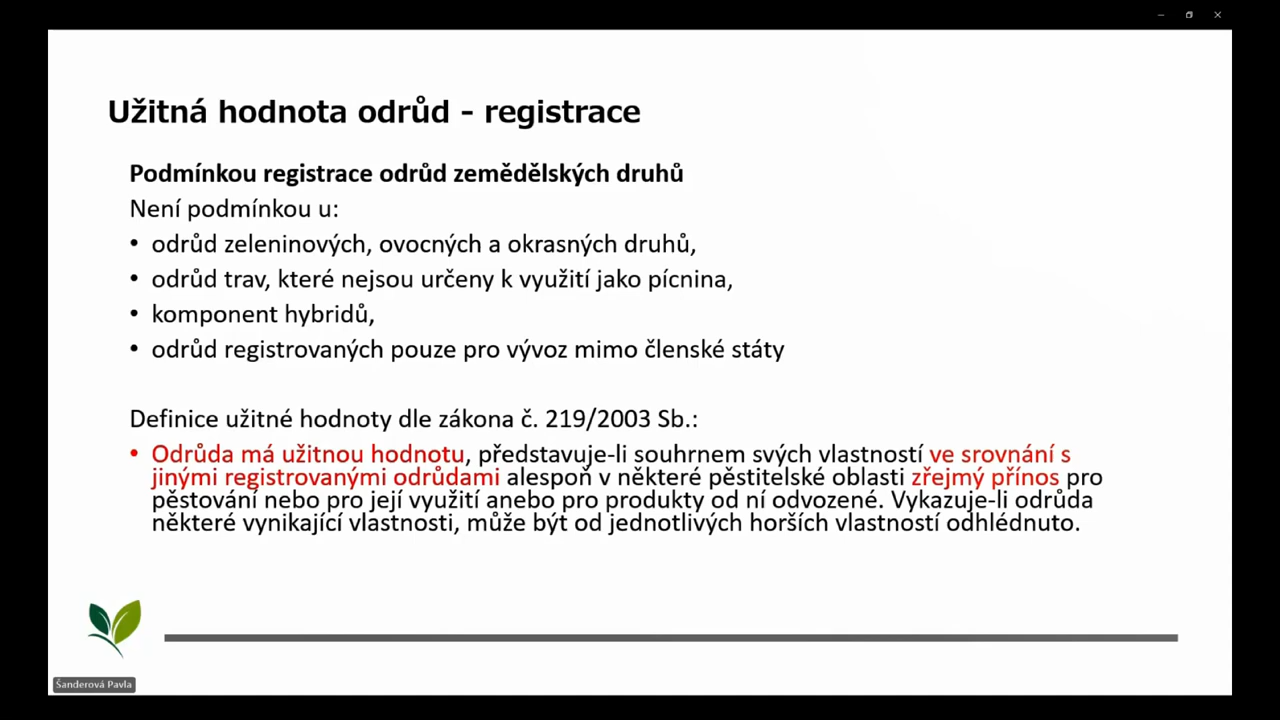 Užitná hodnota odrůd - registrace
Podmínkou registrace odrůd zemědělských druhů
Není podmínkou u:
• odrůd zeleninových, ovocných a okrasných druhů,
• odrůd trav, které nejsou určeny k využití jako pícnina,
• komponent hybridů,
• odrůd registrovaných pouze pro vývoz mimo členské státy
Definice užitné hodnoty dle zákona č. 219/2003 Sb.:
• Odrůda má užitnou hodnotu, představuje-li souhrnem svých vlastností ve srovnání s
jinými registrovanými odrůdami alespoň v některé pěstitelské oblasti zřejmý přínos pro
pěstování nebo pro její využití anebo pro produkty od ní odvozené. Vykazuje-li odrůda
některé vynikající vlastnosti, může být od jednotlivých horších vlastností odhlédnuto.
Šanderová Pavla